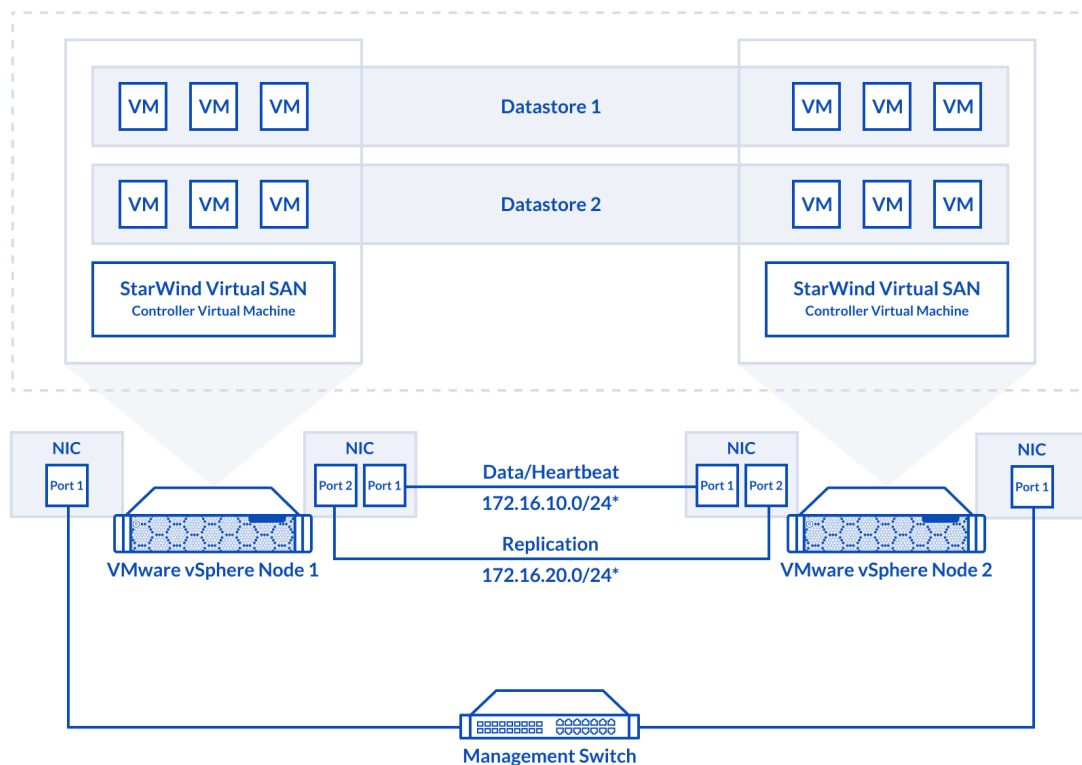 VM VM VM Datastore 1 VM VM VM
VM VM VM Datastore 2 VM VM VM
StarWind Virtual SAN
Controller Virtual Machine
StarWind Virtual SAN
Controller Virtual Machine
NIC
Port 1
NIC
Port 2 Port 1
Data/Heartbeat
172.16.10.0/24*
Replication
172.16.20.0/24*
NIC
Port 1 Port 2
NIC
Port 1
VMware vSphere Node 1
VMware vSphere Node 2
Management Switch